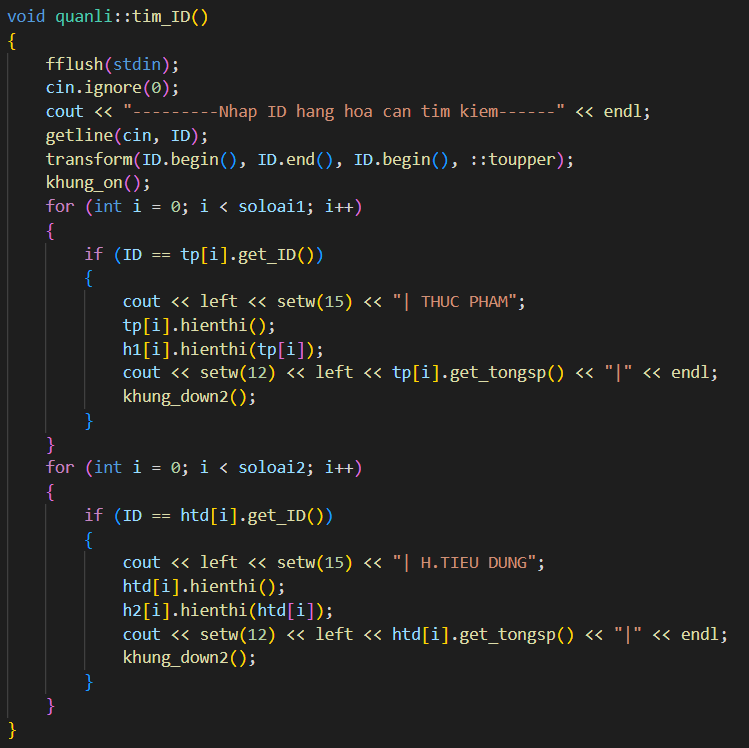 void quanli::tim_ID()
{
    fflush(stdin);
    cin.ignore(0);
    cout << "---------Nhap ID hang hoa can tim kiem------" << endl;
    getline(cin, ID);
    transform(ID.begin(), ID.end(), ID.begin(), ::toupper);
    khung_on();
    for (int i = 0; i < soloai1; i++)
    {
        if (ID == tp[i].get_ID())
        {
            cout << left << setw(15) << "| THUC PHAM";
            tp[i].hienthi();
            h1[i].hienthi(tp[i]);
            cout << setw(12) << left << tp[i].get_tongsp() << "|" << endl;
            khung_down2();
        }
    }
    for (int i = 0; i < soloai2; i++)
    {
        if (ID == htd[i].get_ID())
        {
            cout << left << setw(15) << "| H.TIEU DUNG";
            htd[i].hienthi();
            h2[i].hienthi(htd[i]);
            cout << setw(12) << left << htd[i].get_tongsp() << "|" << endl;
            khung_down2();
        }
    }
}